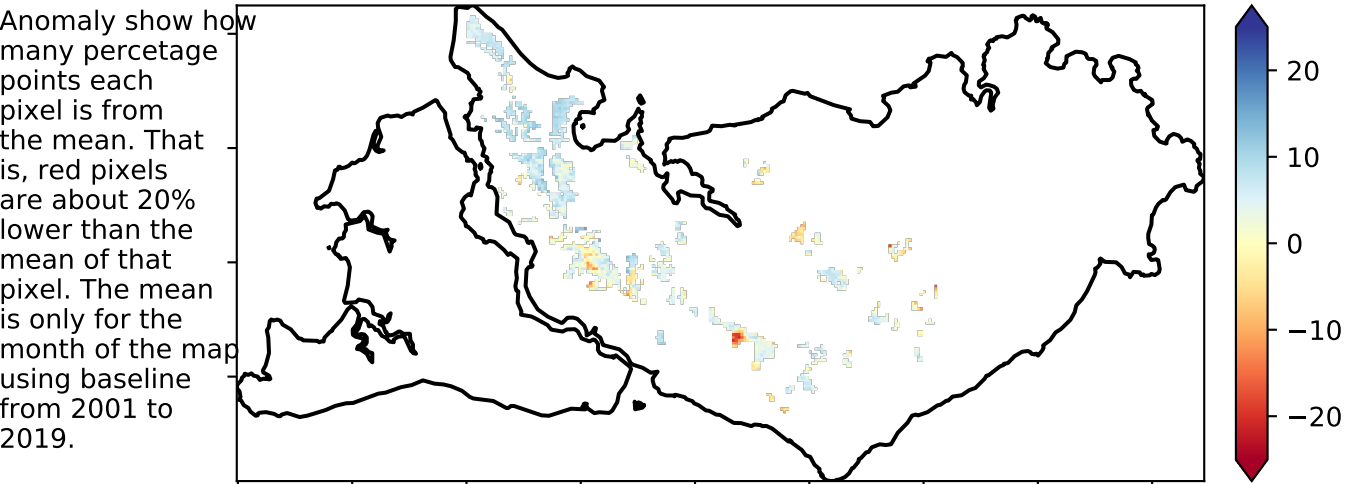 Anomaly show how
many percetage
points each
pixel is from
the mean. That
is, red pixels
are about 20%
lower than the
mean of that
pixel. The mean
is only for the
month of the map
using baseline
from 2001 to
2019.
20
10
0
−10
−20